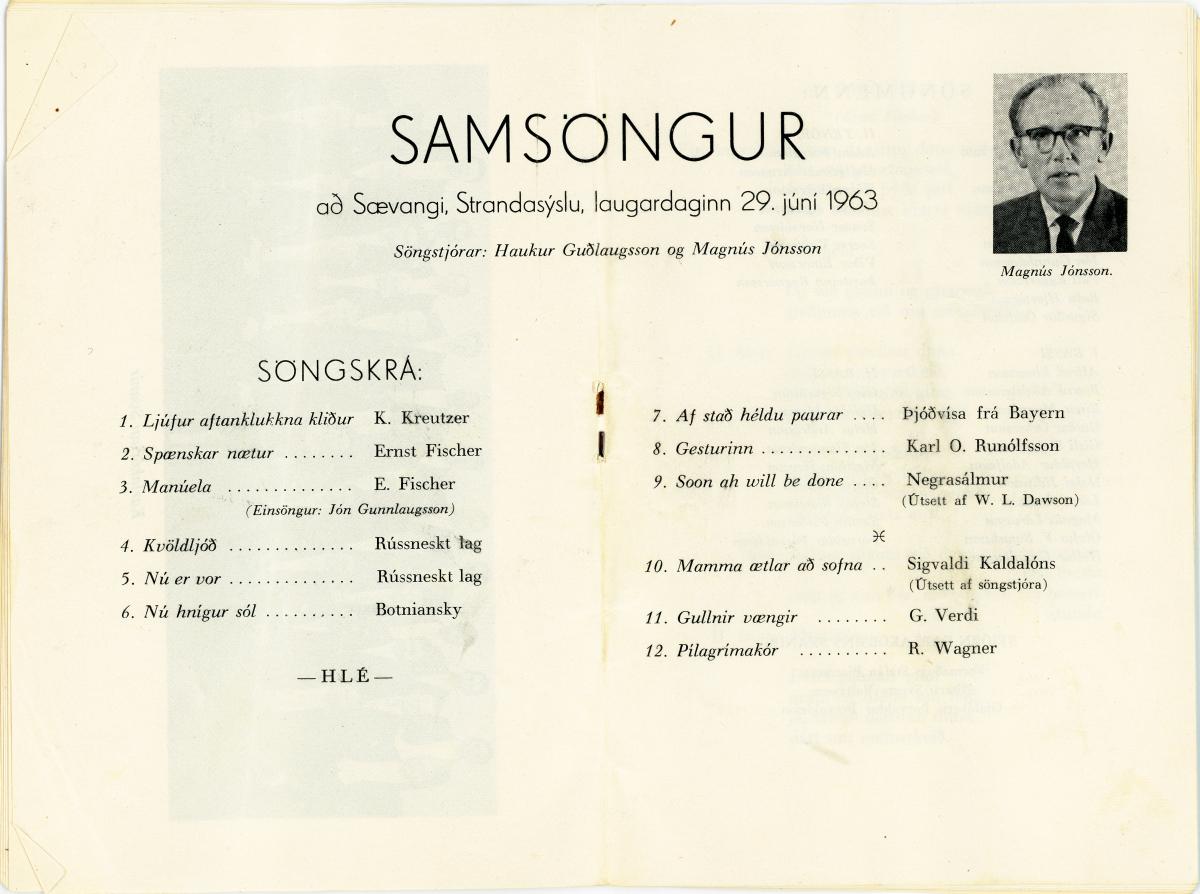 SAMSÖNGUR
að Sævangi, Strandasýslu, laugardaginn 29. júní 1963
Söngstjórar: Haukur Guðlaugsson og Magnús Jónsson
Magnús Jónsson.
SÖNGSKRÁ:
1. Ljúfur aftanklukkna kliður K. Kreutzer
2. Spænskar nætur ........ Ernst Fischer
3. Manúela .............. E. Fischer
(Einsöngur: Jón Gunnlaugsson)
4. Kvöldljóð .............. Rússneskt lag
5. Nú er vor .............. Rússneskt lag
6. Nú hnígur sól .......... Botniansky
—HLÉ—
7. Af stað héldu paurar .... Þjóðvísa frá Bayern
8. Gesturinn .............. Karl O. Runólfsson
9. Soon ah will be done .... Negrasálmur
(Útsett af W. L. Dawson)
10. Mamma ætlar að sofna .. Sigvaldi Kaldalóns
(Útsett af söngstjóra)
11. Gullnir vængir ........ G. Verdi
12. Pílagrímakór .......... R. Wagner